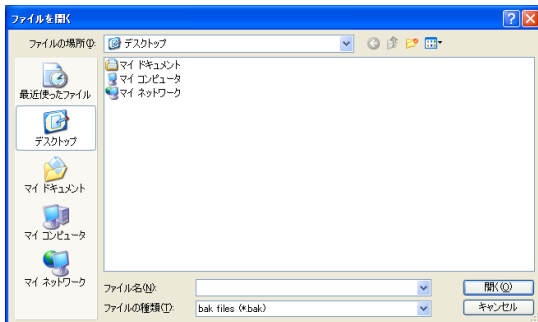 ファイルを開く
ファイルの場所(I):
デスクトップ
マイ ドキュメント
マイ コンピュータ
マイ ネットワーク
最近使ったファイル
デスクトップ
マイ ドキュメント
マイ コンピュータ
マイ ネットワーク
ファイル名(N):
開く(O)
ファイルの種類(T):
bak files (*.bak)
キャンセル